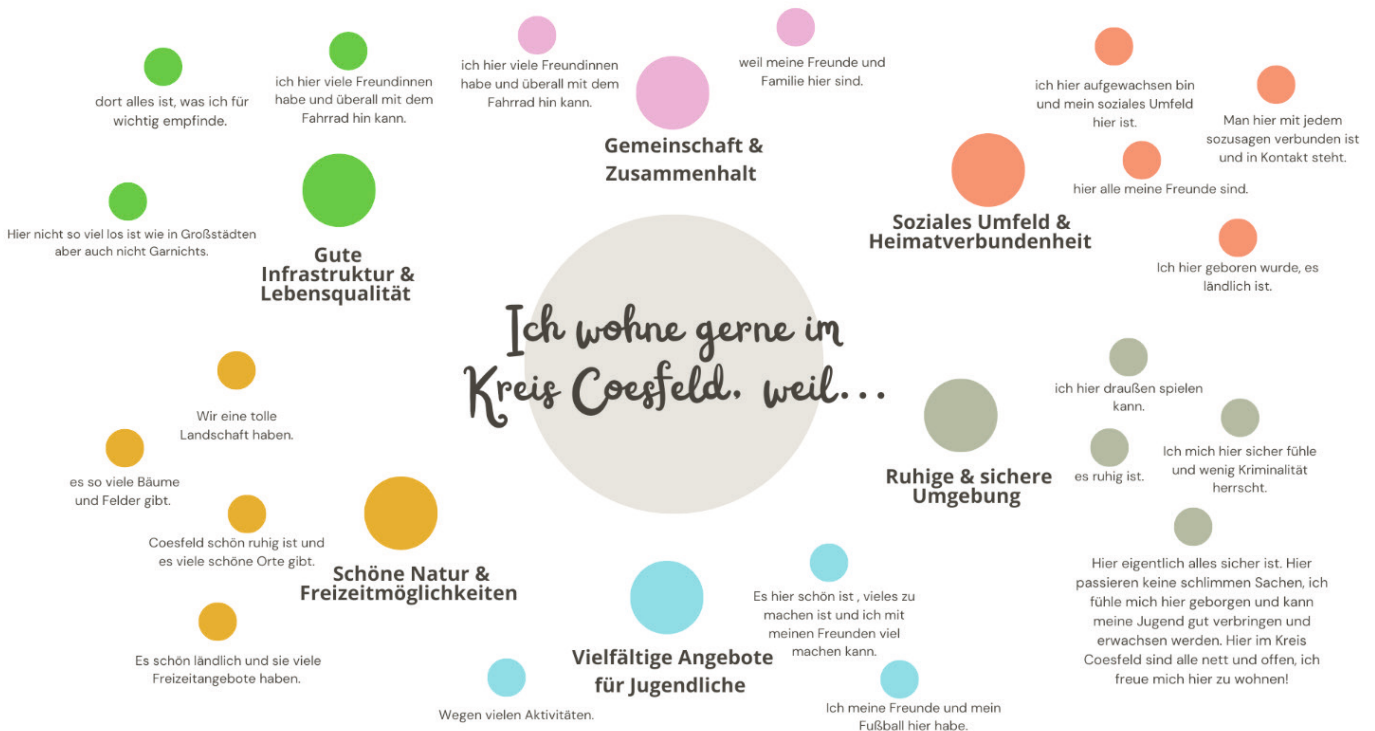 dort alles ist, was ich für
wichtig empfinde.
ich hier viele Freundinnen
habe und überall mit dem
Fahrrad hin kann.
Hier nicht so viel los ist wie in Großstädten
aber auch nicht Garnichts.
Gute
Infrastruktur &
Lebensqualität
ich hier viele Freundinnen
habe und überall mit dem
Fahrrad hin kann.
weil meine Freunde und
Familie hier sind.
Gemeinschaft &
Zusammenhalt
ich hier aufgewachsen bin
und mein soziales Umfeld
hier ist.
Man hier mit jedem
sozusagen verbunden ist
und in Kontakt steht.
hier alle meine Freunde sind.
Soziales Umfeld &
Heimatverbundenheit
Ich hier geboren wurde, es
ländlich ist.
Ich wohne gerne im
Kreis Coesfeld, weil...
Wir eine tolle
Landschaft haben.
es so viele Bäume
und Felder gibt.
Coesfeld schön ruhig ist und
es viele schöne Orte gibt.
Schöne Natur &
Freizeitmöglichkeiten
Es schön ländlich und sie viele
Freizeitangebote haben.
ich hier draußen spielen
kann.
es ruhig ist.
Ich mich hier sicher fühle
und wenig Kriminalität
herrscht.
Ruhige & sichere
Umgebung
Hier eigentlich alles sicher ist. Hier
passieren keine schlimmen Sachen, ich
fühle mich hier geborgen und kann
meine Jugend gut verbringen und
erwachsen werden. Hier im Kreis
Coesfeld sind alle nett und offen, ich
freue mich hier zu wohnen!
Es hier schön ist , vieles zu
machen ist und ich mit
meinen Freunden viel
machen kann.
Vielfältige Angebote
für Jugendliche
Wegen vielen Aktivitäten.
Ich meine Freunde und mein
Fußball hier habe.